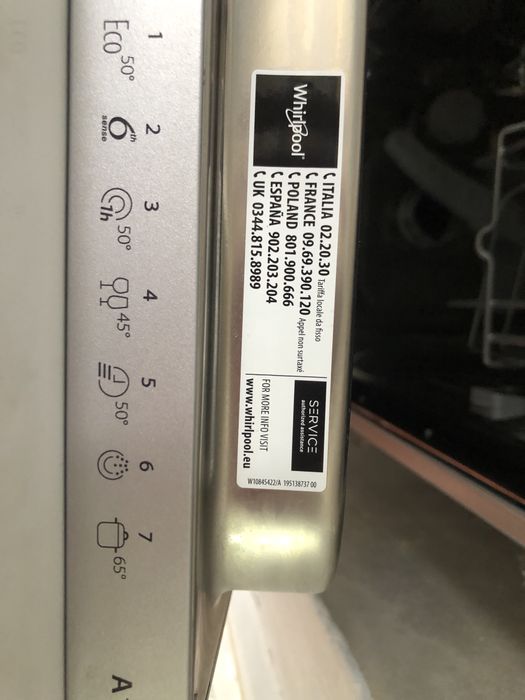 1
Eco 50°
2
6th
sense
3
1h 50°
4
45°
5
50°
6
7
65°
A
Whirlpool
ITALIA 02.20.30 Tariffa locale da fisso
FRANCE 09.69.390.120 Appel non surtaxé
POLAND 801.900.666
ESPAÑA 902.203.204
UK 0344.815.8989
SERVICE
authorized assistance
FOR MORE INFO VISIT
www.whirlpool.eu
W10845422/A 195138737 00